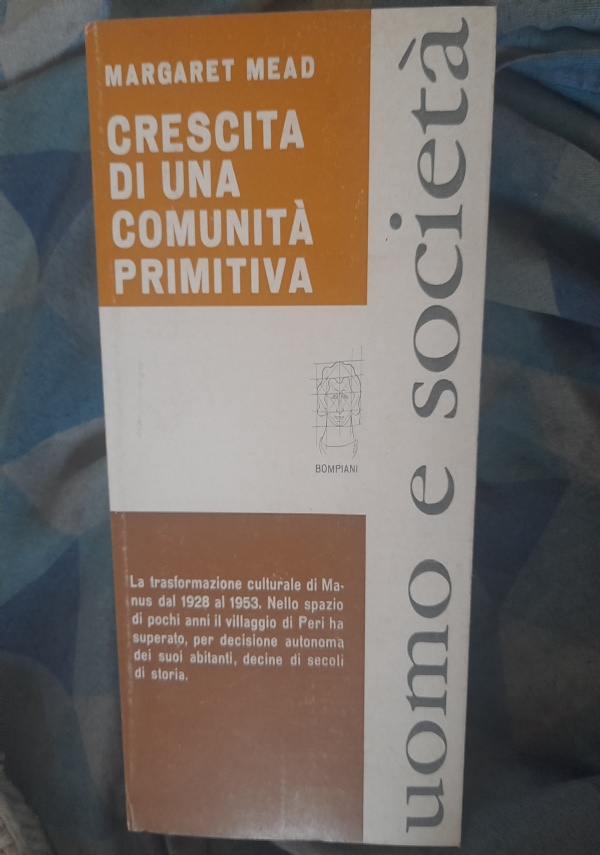 MARGARET MEAD
CRESCITA
DI UNA
COMUNITÀ
PRIMITIVA
BOMPIANI
La trasformazione culturale di Ma-
nus dal 1928 al 1953. Nello spazio
di pochi anni il villaggio di Peri ha
superato, per decisione autonoma
dei suoi abitanti, decine di secoli
di storia.
uomo e società